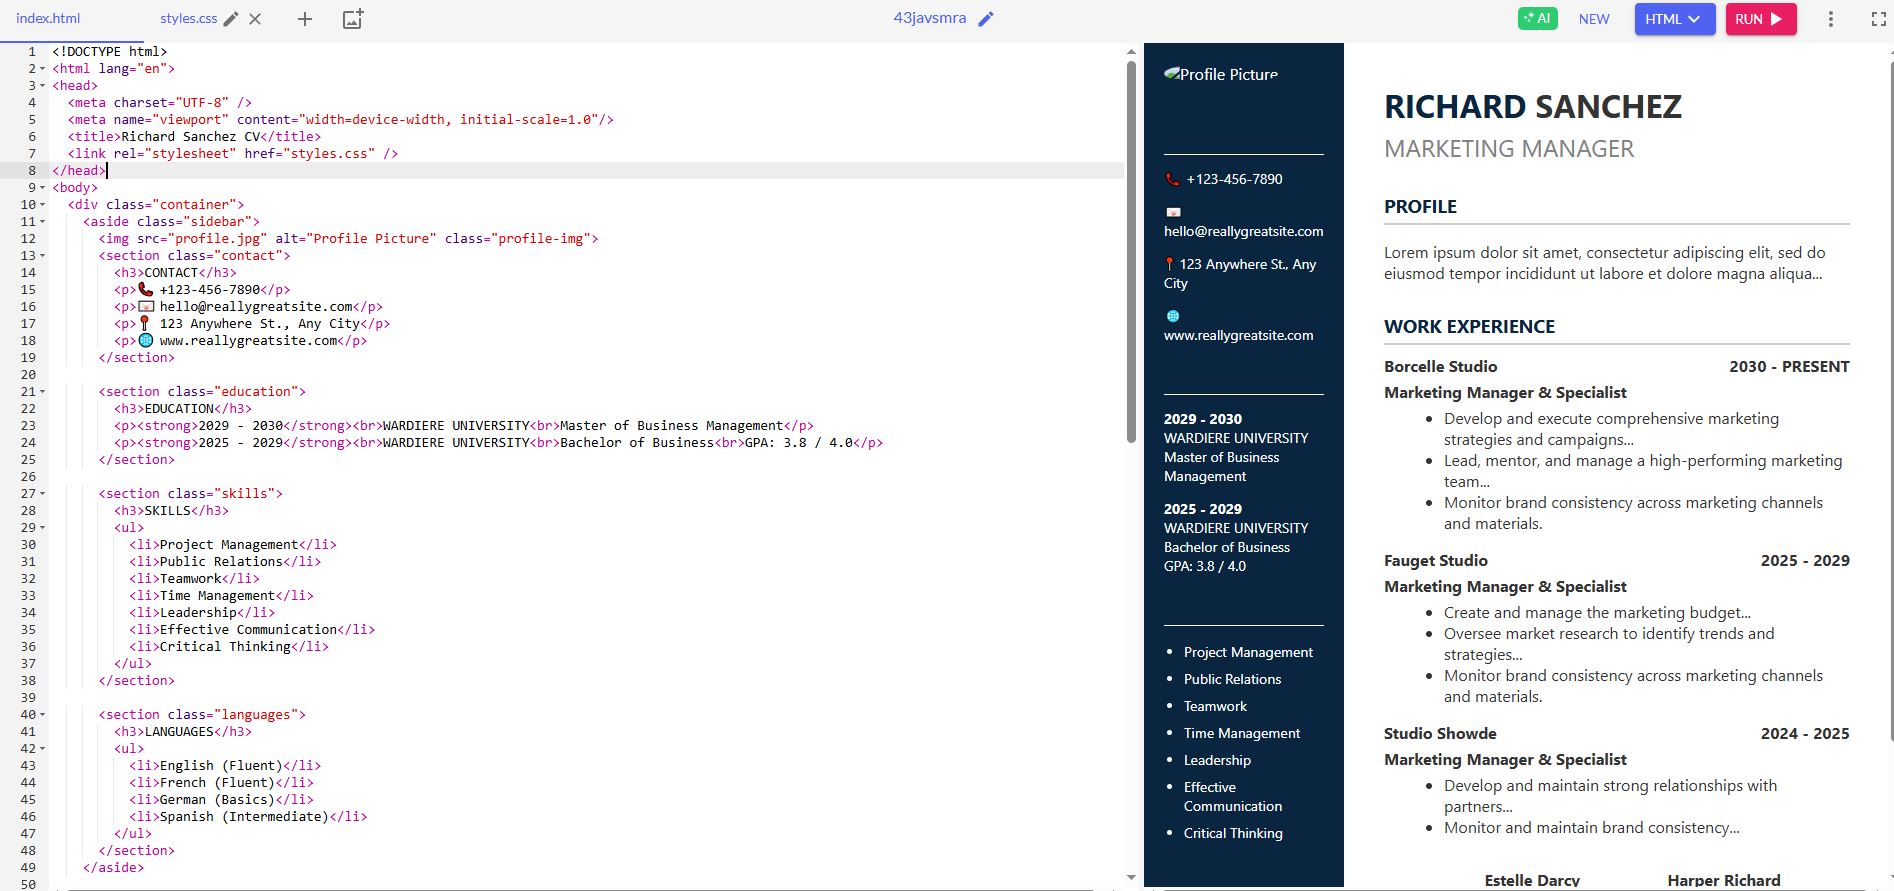 index.html
styles.css
43javsmra
AI
NEW
HTML
RUN
1 <!DOCTYPE html>
2 <html lang="en">
3 <head>
4 <meta charset="UTF-8" />
5 <meta name="viewport" content="width=device-width, initial-scale=1.0"/>
6 <title>Richard Sanchez CV</title>
7 <link rel="stylesheet" href="styles.css" />
8 </head>
9 <body>
10 <div class="container">
11 <aside class="sidebar">
12 <img src="profile.jpg" alt="Profile Picture" class="profile-img">
13 <section class="contact">
14 <h3>CONTACT</h3>
15 <p>📞 +123-456-7890</p>
16 <p>📧 hello@reallygreatsite.com</p>
17 <p>📍 123 Anywhere St., Any City</p>
18 <p>🌐 www.reallygreatsite.com</p>
19 </section>
20
21 <section class="education">
22 <h3>EDUCATION</h3>
23 <p><strong>2029 - 2030</strong><br>WARDIERE UNIVERSITY<br>Master of Business Management</p>
24 <p><strong>2025 - 2029</strong><br>WARDIERE UNIVERSITY<br>Bachelor of Business<br>GPA: 3.8 / 4.0</p>
25 </section>
26
27 <section class="skills">
28 <h3>SKILLS</h3>
29 <ul>
30 <li>Project Management</li>
31 <li>Public Relations</li>
32 <li>Teamwork</li>
33 <li>Time Management</li>
34 <li>Leadership</li>
35 <li>Effective Communication</li>
36 <li>Critical Thinking</li>
37 </ul>
38 </section>
39
40 <section class="languages">
41 <h3>LANGUAGES</h3>
42 <ul>
43 <li>English (Fluent)</li>
44 <li>French (Fluent)</li>
45 <li>German (Basics)</li>
46 <li>Spanish (Intermediate)</li>
47 </ul>
48 </section>
49 </aside>
50
Profile Picture
📞 +123-456-7890
📧
hello@reallygreatsite.com
📍 123 Anywhere St., Any
City
🌐
www.reallygreatsite.com
2029 - 2030
WARDIERE UNIVERSITY
Master of Business
Management
2025 - 2029
WARDIERE UNIVERSITY
Bachelor of Business
GPA: 3.8 / 4.0
• Project Management
• Public Relations
• Teamwork
• Time Management
• Leadership
• Effective
Communication
• Critical Thinking
RICHARD SANCHEZ
MARKETING MANAGER
PROFILE
Lorem ipsum dolor sit amet, consectetur adipiscing elit, sed do
eiusmod tempor incididunt ut labore et dolore magna aliqua...
WORK EXPERIENCE
Borcelle Studio 2030 - PRESENT
Marketing Manager & Specialist
• Develop and execute comprehensive marketing
strategies and campaigns...
• Lead, mentor, and manage a high-performing marketing
team...
• Monitor brand consistency across marketing channels
and materials.
Fauget Studio 2025 - 2029
Marketing Manager & Specialist
• Create and manage the marketing budget...
• Oversee market research to identify trends and
strategies...
• Monitor brand consistency across marketing channels
and materials.
Studio Showde 2024 - 2025
Marketing Manager & Specialist
• Develop and maintain strong relationships with
partners...
• Monitor and maintain brand consistency...
Estelle Darcy Harper Richard